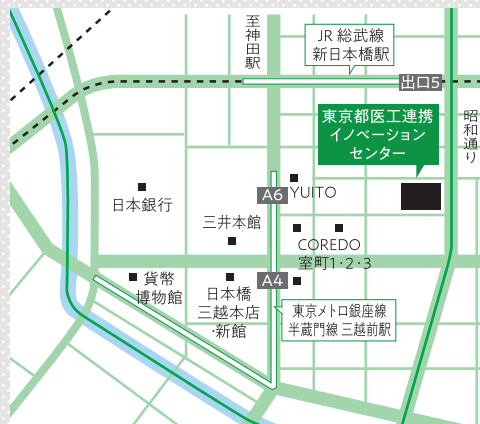 至神田駅
JR 総武線
新日本橋駅
出口5
昭和通り
東京都医工連携
イノベーション
センター
A6
YUITO
日本銀行
三井本館
COREDO
室町1・2・3
A4
貨幣
博物館
日本橋
三越本店
・新館
東京メトロ銀座線
半蔵門線 三越前駅